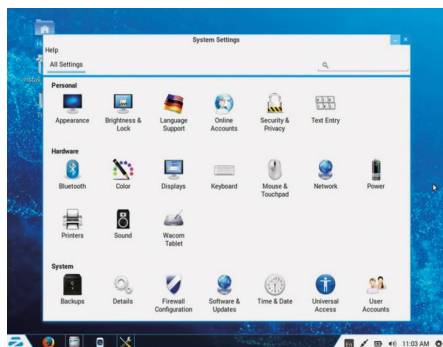 System Settings
Help
All Settings
Personal
Appearance
Brightness & Lock
Language Support
Online Accounts
Security & Privacy
Text Entry
Hardware
Bluetooth
Color
Displays
Keyboard
Mouse & Touchpad
Network
Power
Printers
Sound
Wacom Tablet
System
Backups
Details
Firewall Configuration
Software & Updates
Time & Date
Universal Access
User Accounts
11:03 AM